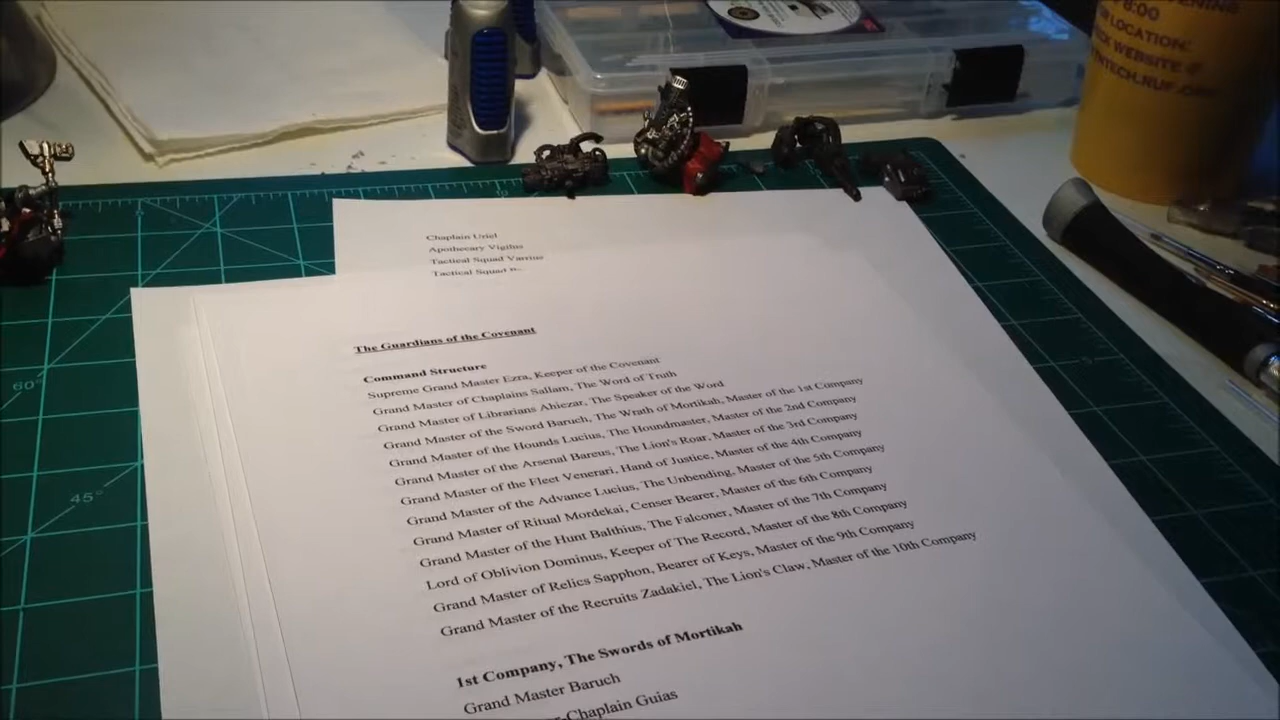 Chaplain Uriel
Apothecary Vigilus
Tactical Squad Varrius
Tactical Squad
The Guardians of the Covenant
Command Structure
Supreme Grand Master Ezra, Keeper of the Covenant
Grand Master of Chaplains Sallam, The Word of Truth
Grand Master of Librarians Ahiezar, The Speaker of the Word
Grand Master of the Sword Baruch, The Wrath of Mortikah, Master of the 1st Company
Grand Master of the Hounds Lucius, The Houndmaster, Master of the 2nd Company
Grand Master of the Arsenal Bareus, The Lion's Roar, Master of the 3rd Company
Grand Master of the Fleet Venerari, Hand of Justice, Master of the 4th Company
Grand Master of the Advance Lucius, The Unbending, Master of the 5th Company
Grand Master of Ritual Mordekai, Censer Bearer, Master of the 6th Company
Grand Master of the Hunt Balthius, The Falconer, Master of the 7th Company
Lord of Oblivion Dominus, Keeper of The Record, Master of the 8th Company
Grand Master of Relics Sapphon, Bearer of Keys, Master of the 9th Company
Grand Master of the Recruits Zadakiel, The Lion's Claw, Master of the 10th Company
1st Company, The Swords of Mortikah
Grand Master Baruch
-Chaplain Guias
60°
45°
8:00
LOCATION:
WEBSITE @